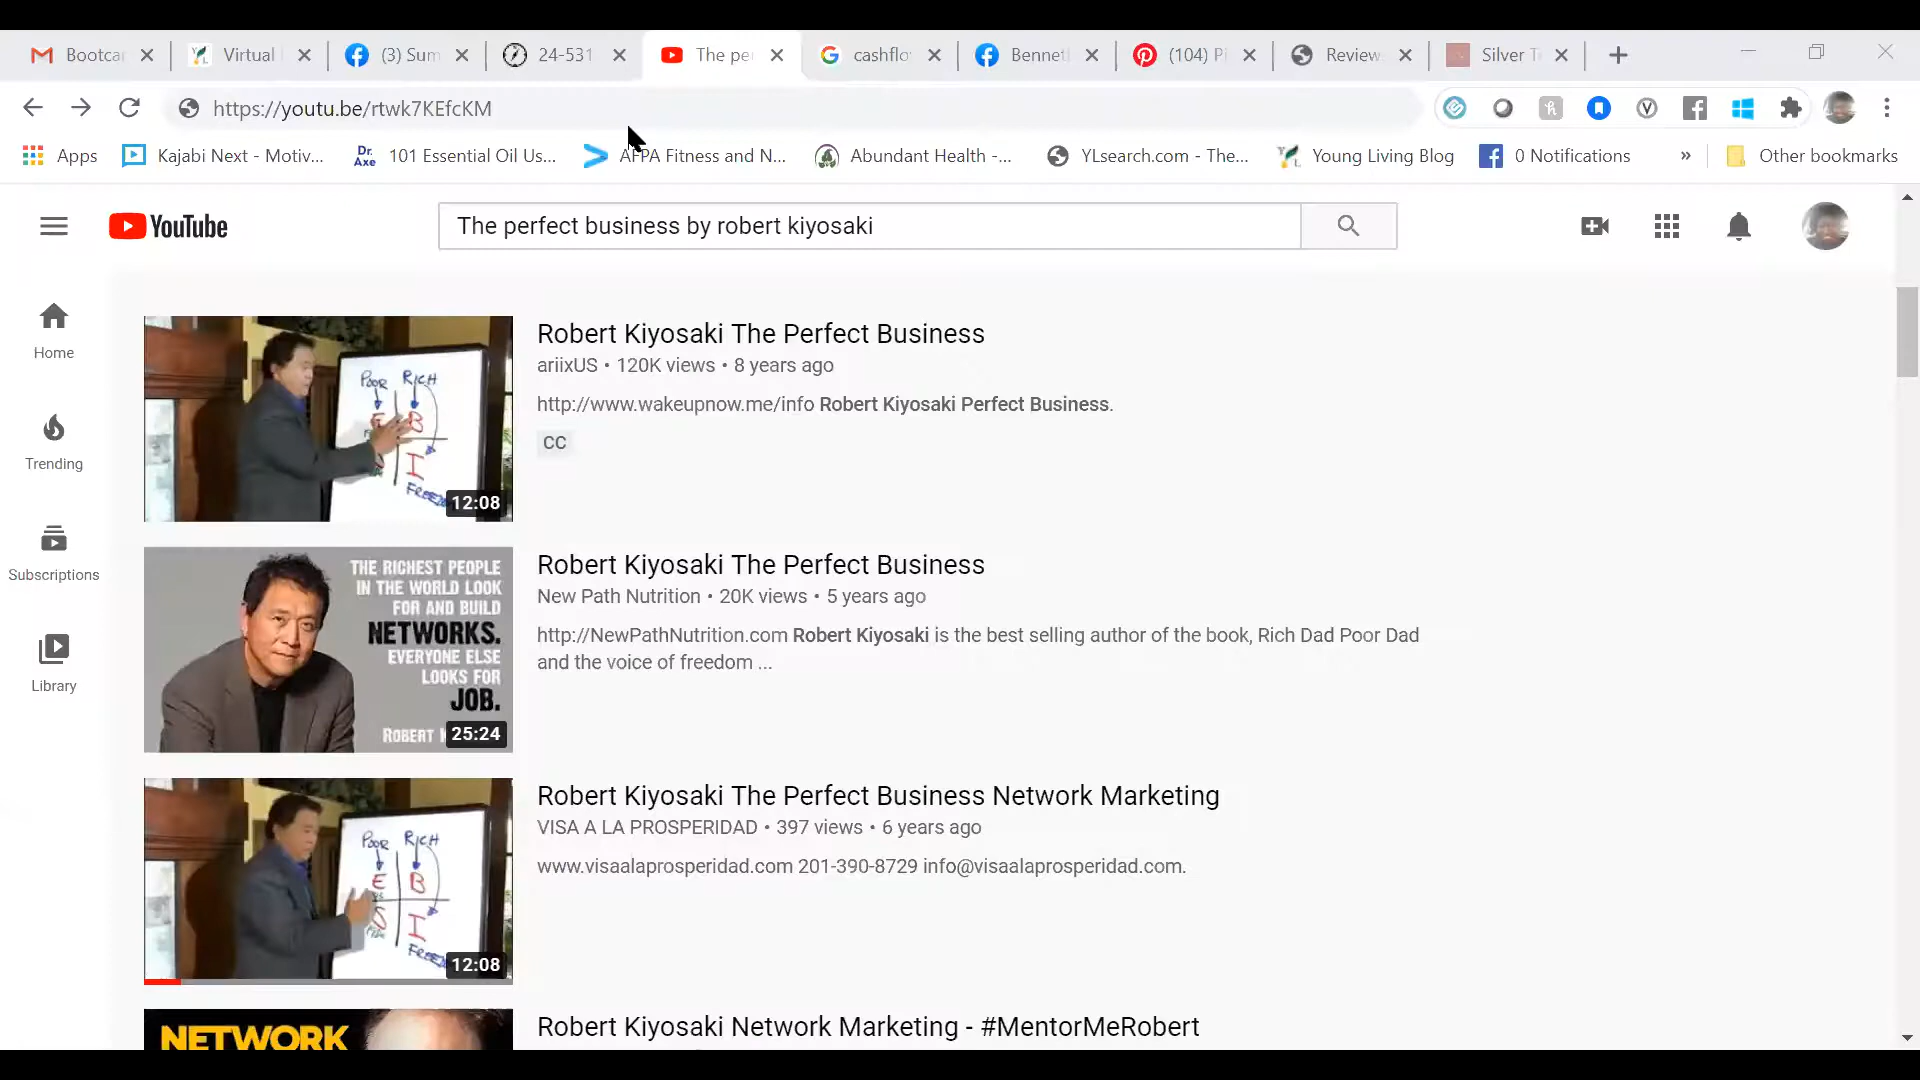 Bootca
Virtual
(3) Sum
24-531
The per
cashflo
Bennet
(104) P
Review
Silver T
https://youtu.be/rtwk7KEfcKM
Apps
Kajabi Next - Motiv...
Dr. Axe
101 Essential Oil Us...
AFPA Fitness and N...
Abundant Health -...
YLsearch.com - The...
Young Living Blog
0 Notifications
»
Other bookmarks
YouTube
The perfect business by robert kiyosaki
Home
Trending
Subscriptions
Library
POOR RICH
E B
S I
FREED
12:08
Robert Kiyosaki The Perfect Business
ariixUS • 120K views • 8 years ago
http://www.wakeupnow.me/info Robert Kiyosaki Perfect Business.
CC
THE RICHEST PEOPLE
IN THE WORLD LOOK
FOR AND BUILD
NETWORKS.
EVERYONE ELSE
LOOKS FOR
JOB.
ROBERT K
25:24
Robert Kiyosaki The Perfect Business
New Path Nutrition • 20K views • 5 years ago
http://NewPathNutrition.com Robert Kiyosaki is the best selling author of the book, Rich Dad Poor Dad
and the voice of freedom ...
POOR RICH
E B
S I
FREED
12:08
Robert Kiyosaki The Perfect Business Network Marketing
VISA A LA PROSPERIDAD • 397 views • 6 years ago
www.visaalaprosperidad.com 201-390-8729 info@visaalaprosperidad.com.
NETWORK
Robert Kiyosaki Network Marketing - #MentorMeRobert